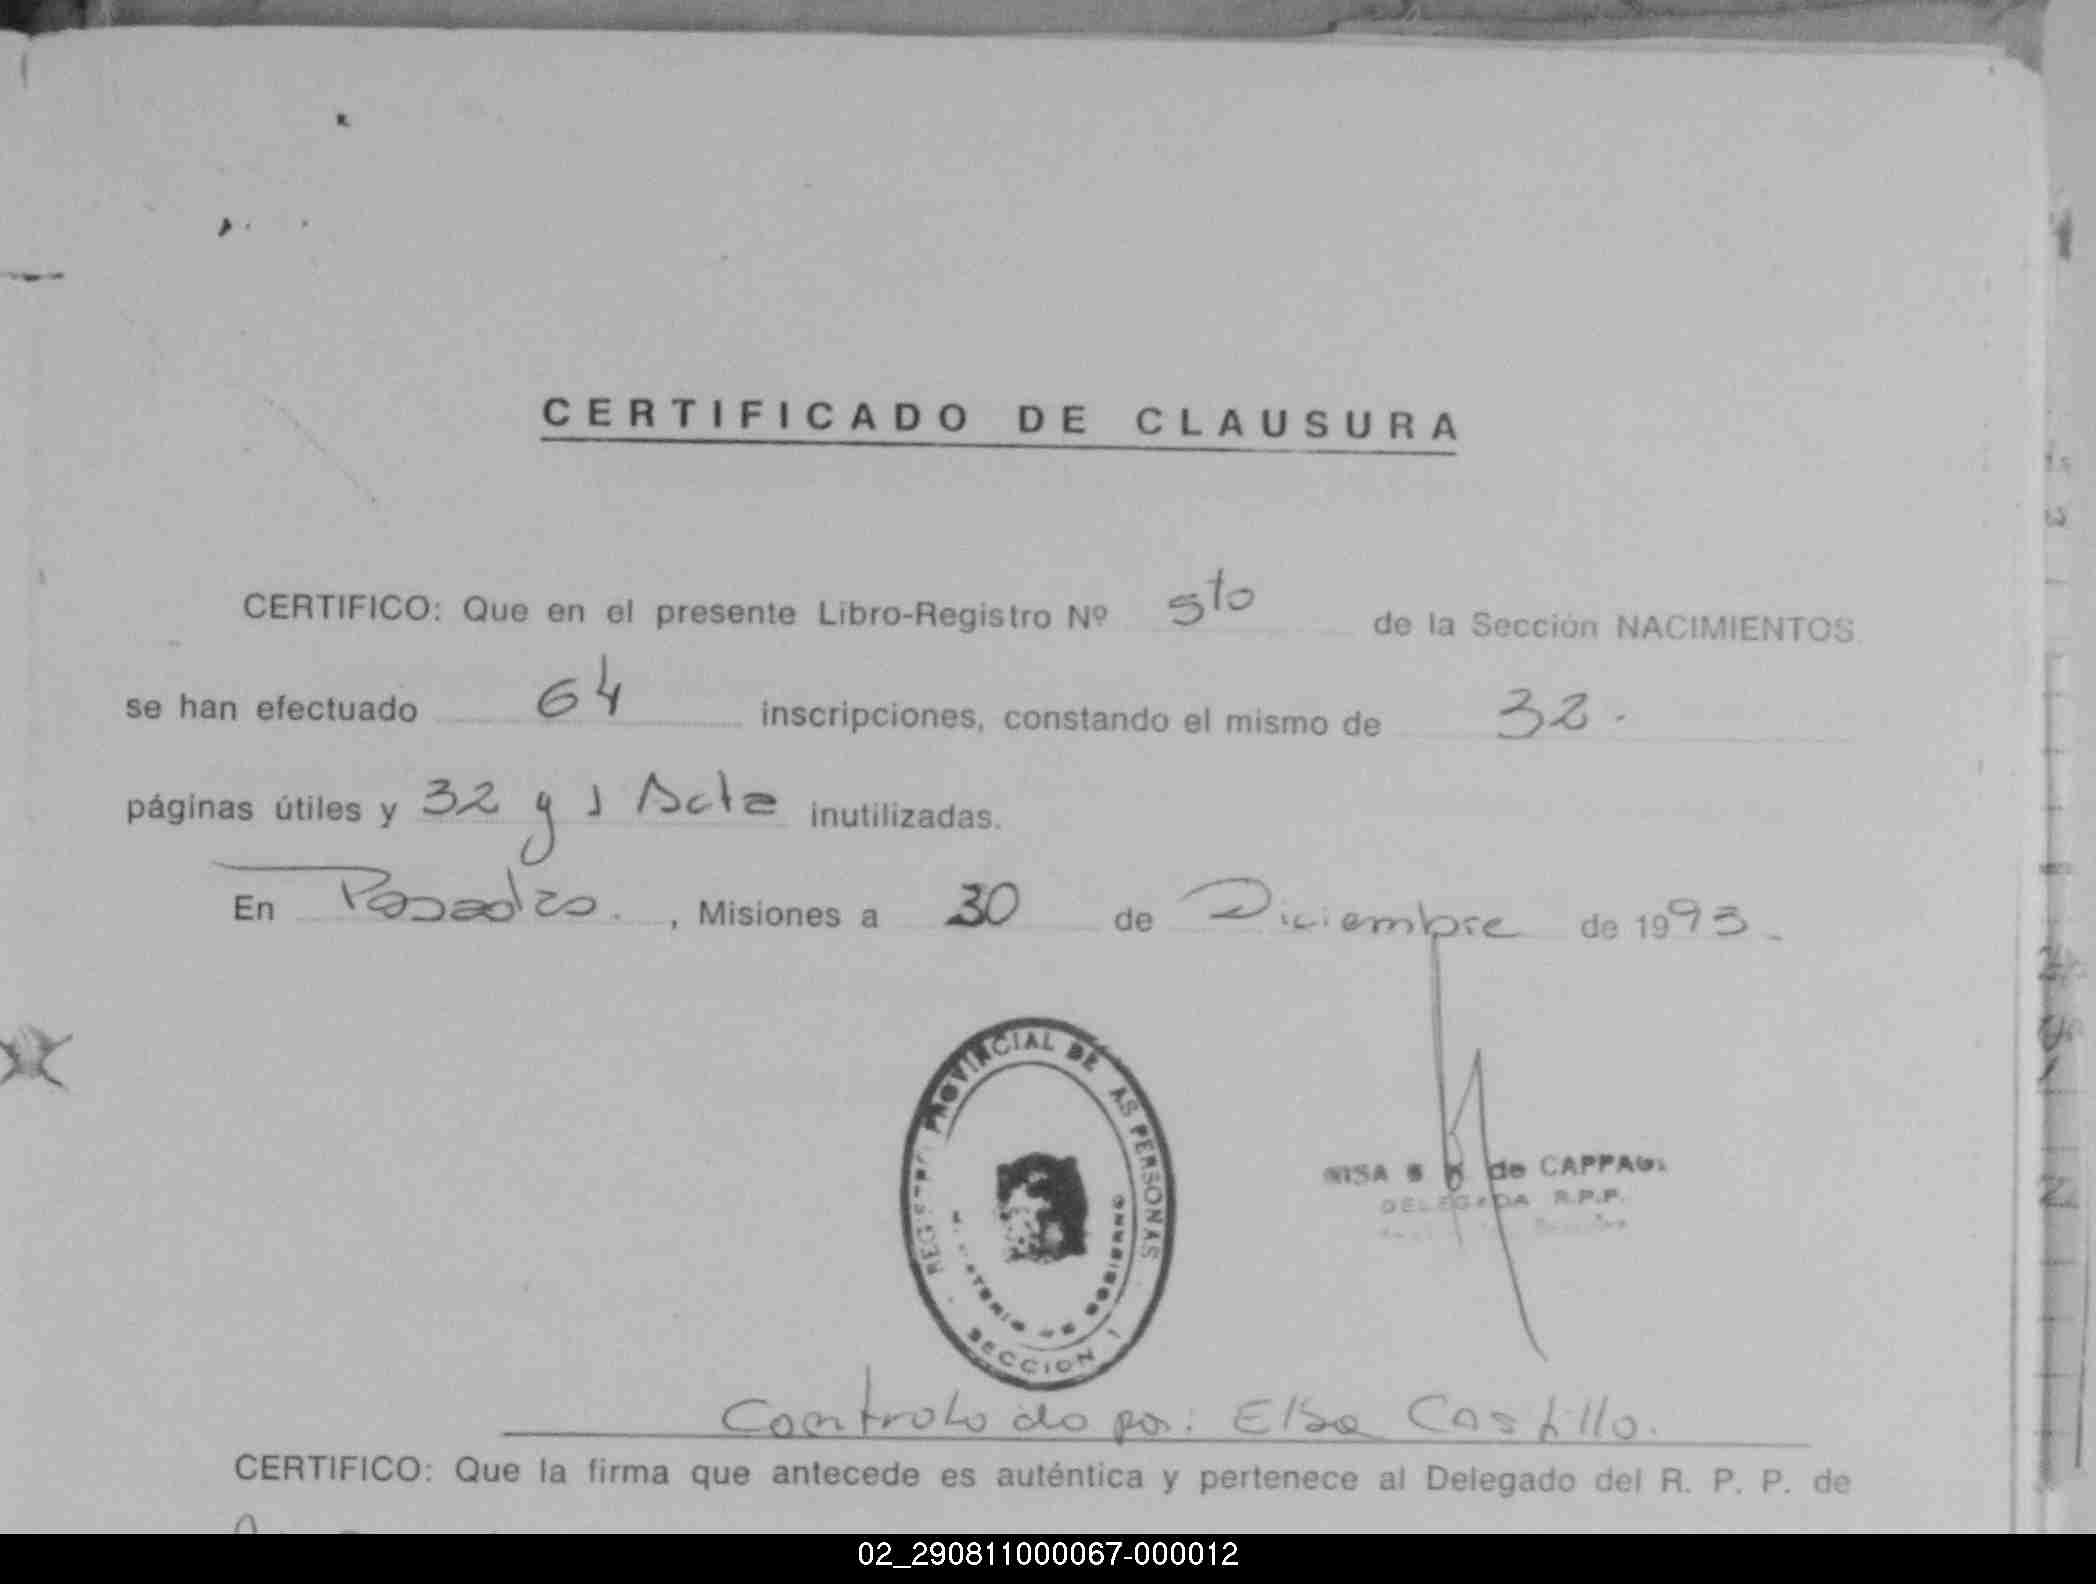 CERTIFICADO DE CLAUSURA
CERTIFICO: Que en el presente Libro-Registro Nº 5to de la Sección NACIMIENTOS
se han efectuado 64 inscripciones, constando el mismo de 32.
páginas útiles y 32 y 1 Acta inutilizadas.
En Posadas. , Misiones a 30 de Diciembre de 1993.
REGISTRO PROVINCIAL DE AS PERSONAS
DE GOBIERNO
SECCION
de CAPPAGLI
DELEGADA R.P.P.
Controlado por: Elsa Castillo.
CERTIFICO: Que la firma que antecede es auténtica y pertenece al Delegado del R. P. P. de
02_290811000067-000012